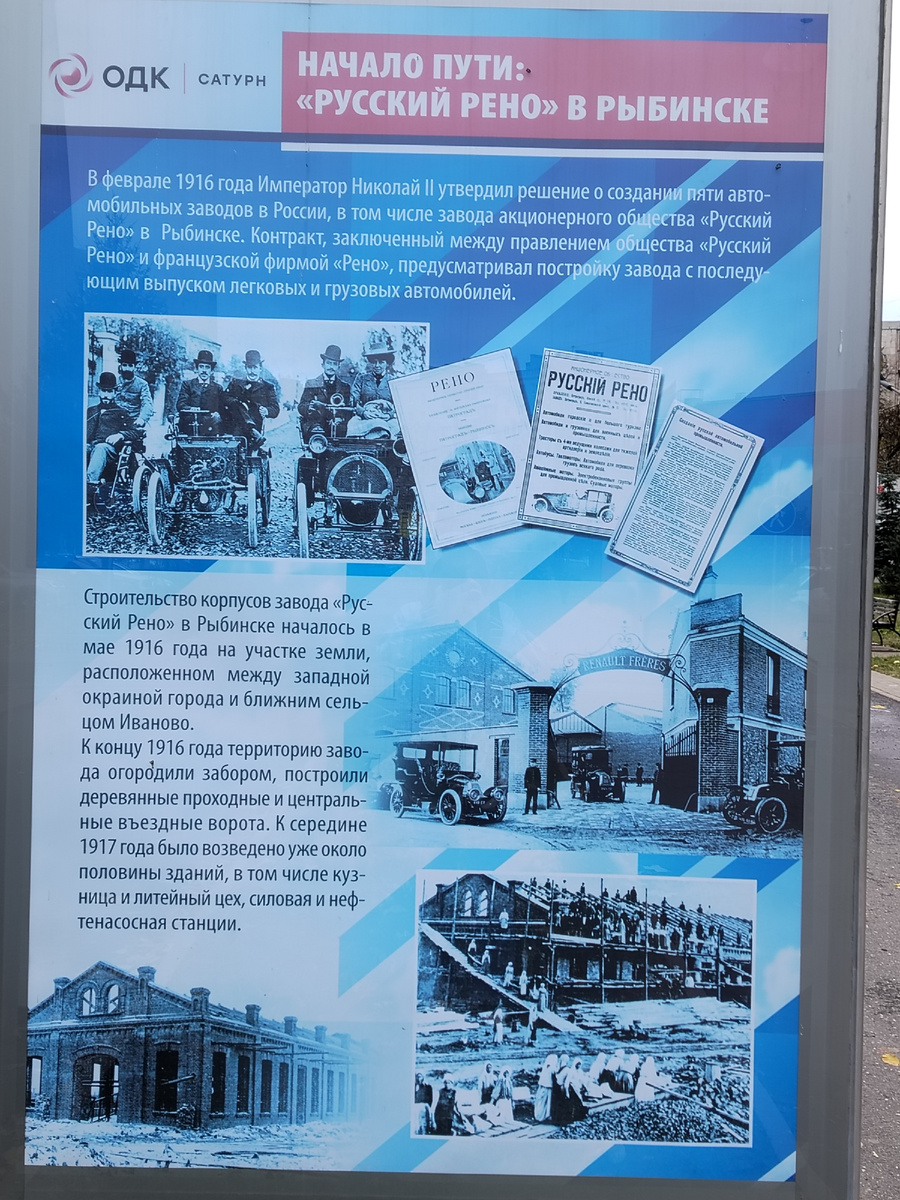 ОДК
САТУРН
НАЧАЛО ПУТИ:
«РУССКИЙ РЕНО» В РЫБИНСКЕ
В феврале 1916 года Император Николай II утвердил решение о создании пяти авто-
мобильных заводов в России, в том числе завода акционерного общества «Русский
Рено» в Рыбинске. Контракт, заключенный между правлением общества «Русский
Рено» и французской фирмой «Рено», предусматривал постройку завода с последу-
ющим выпуском легковых и грузовых автомобилей.
РЕНО
РУССКІЙ РЕНО
Строительство корпусов завода «Рус-
ский Рено» в Рыбинске началось в
мае 1916 года на участке земли,
расположенном между западной
окраиной города и ближним сель-
цом Иваново.
К концу 1916 года территорию заво-
да огородили забором, построили
деревянные проходные и централь-
ные въездные ворота. К середине
1917 года было возведено уже около
половины зданий, в том числе куз-
ница и литейный цех, силовая и неф-
тенасосная станции.
RENAULT FRÈRES